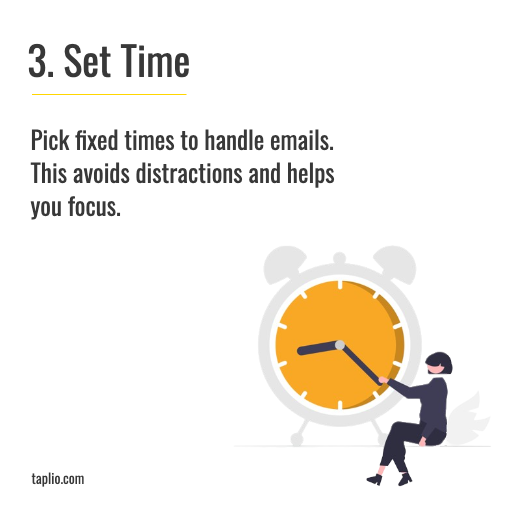 3. Set Time
Pick fixed times to handle emails.
This avoids distractions and helps
you focus.
taplio.com